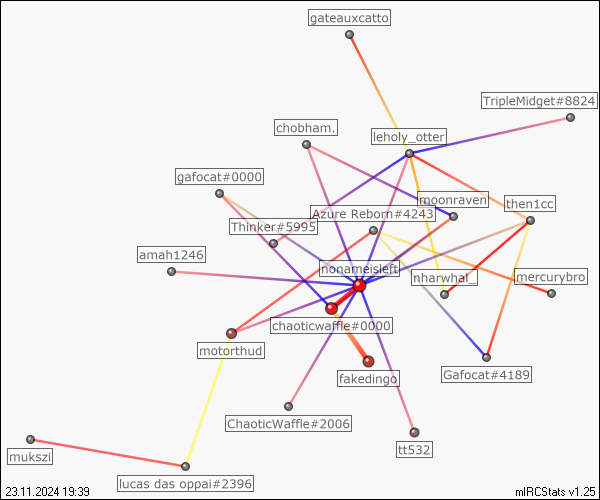 gateauxcatto
TripleMidget#8824
chobham.
leholy_otter
gafocat#0000
moonraven
then1cc
Azure Reborn#4243
Thinker#5995
amah1246
nonameisleft
nhanwhal_
mercurybro
chaoticwaffle#0000
motorthud
fakedingo
Gafocat#4189
ChaoticWaffle#2006
tt532
mukszi
lucas das oppai#2396
23.11.2024 19:39
mIRCStats v1.25